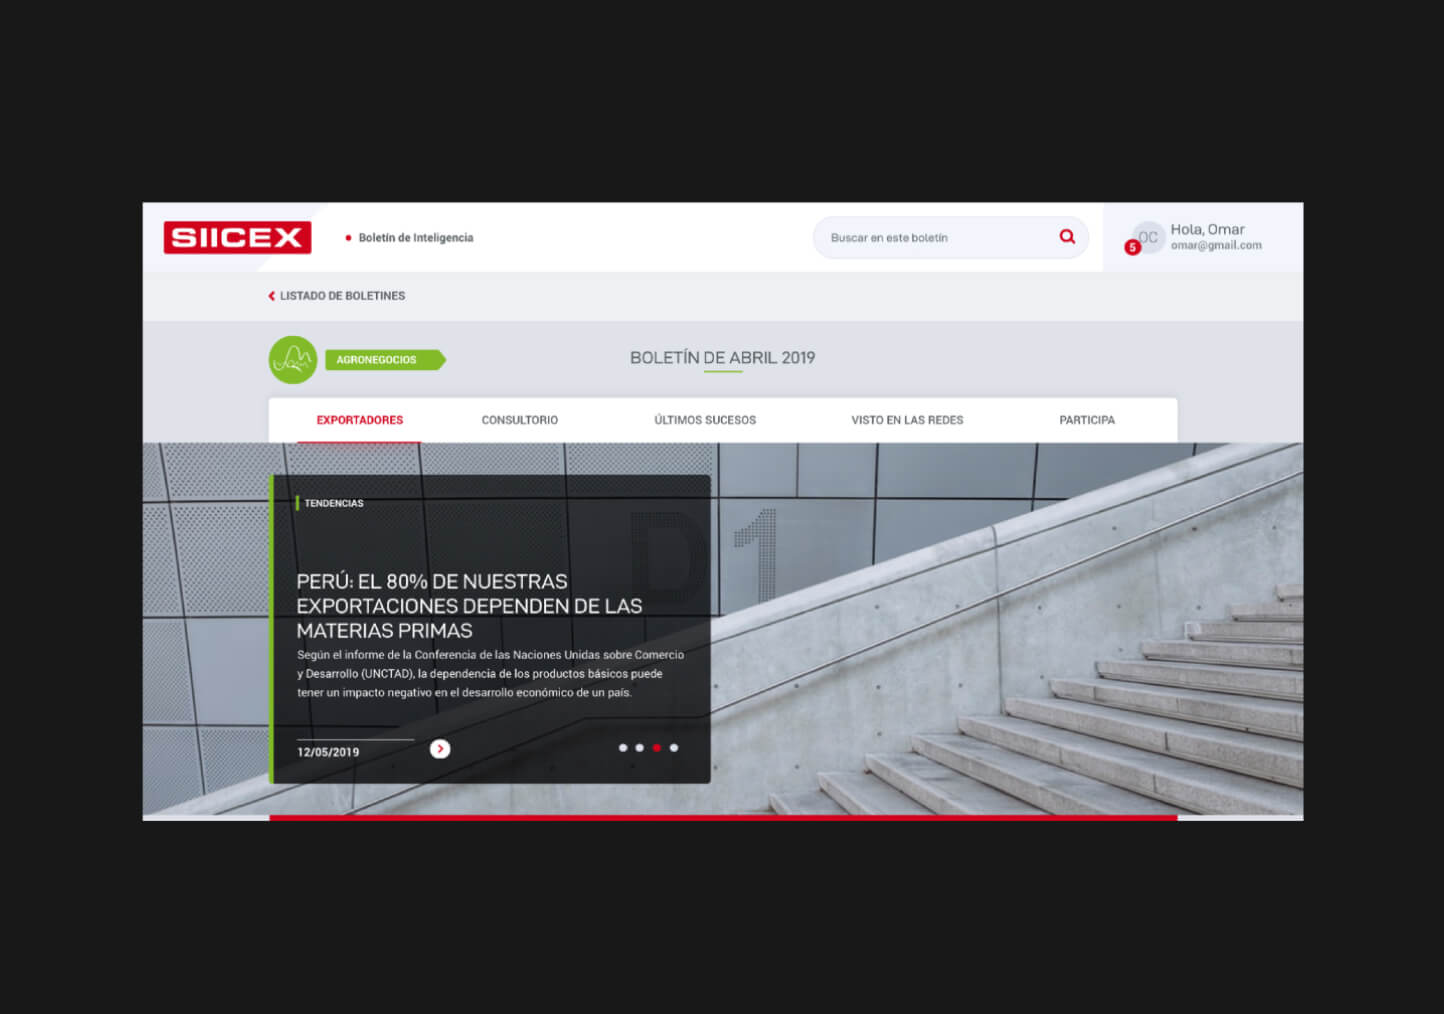 SIICEX
Boletín de Inteligencia
Buscar en este boletín
OC
5
Hola, Omar
omar@gmail.com
LISTADO DE BOLETINES
AGRONEGOCIOS
BOLETÍN DE ABRIL 2019
EXPORTADORES
CONSULTORIO
ÚLTIMOS SUCESOS
VISTO EN LAS REDES
PARTICIPA
TENDENCIAS
D1
PERÚ: EL 80% DE NUESTRAS
EXPORTACIONES DEPENDEN DE LAS
MATERIAS PRIMAS
Según el informe de la Conferencia de las Naciones Unidas sobre Comercio
y Desarrollo (UNCTAD), la dependencia de los productos básicos puede
tener un impacto negativo en el desarrollo económico de un país.
12/05/2019